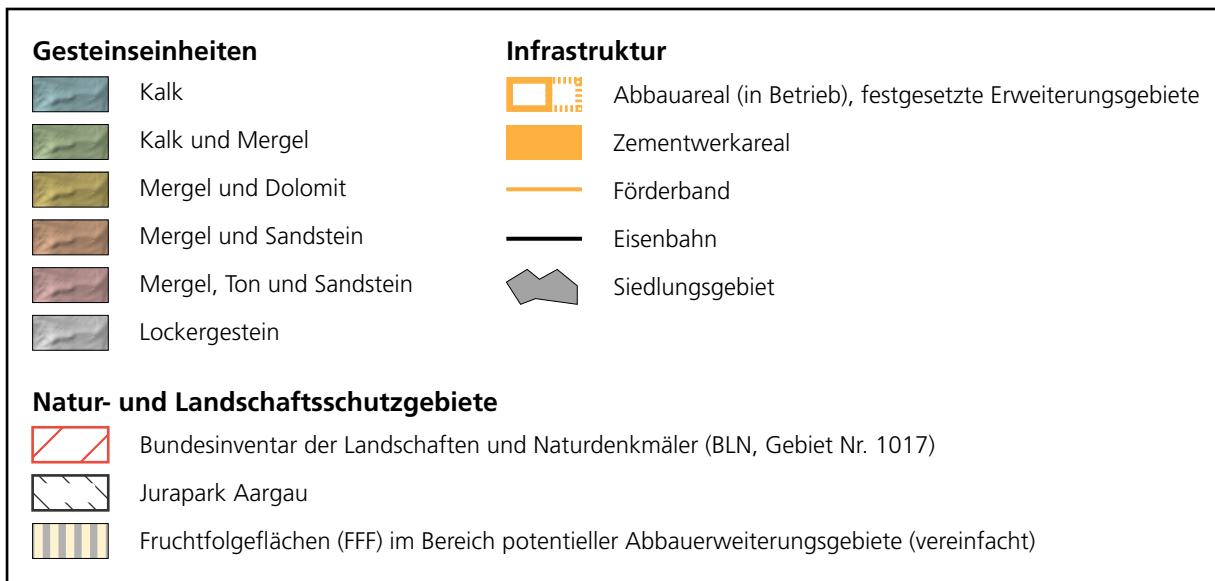 Gesteinseinheiten
Kalk
Kalk und Mergel
Mergel und Dolomit
Mergel und Sandstein
Mergel, Ton und Sandstein
Lockergestein
Infrastruktur
Abbauareal (in Betrieb), festgesetzte Erweiterungsgebiete
Zementwerkareal
Förderband
Eisenbahn
Siedlungsgebiet
Natur- und Landschaftsschutzgebiete
Bundesinventar der Landschaften und Naturdenkmäler (BLN, Gebiet Nr. 1017)
Jurapark Aargau
Fruchtfolgeflächen (FFF) im Bereich potentieller Abbauerweiterungsgebiete (vereinfacht)